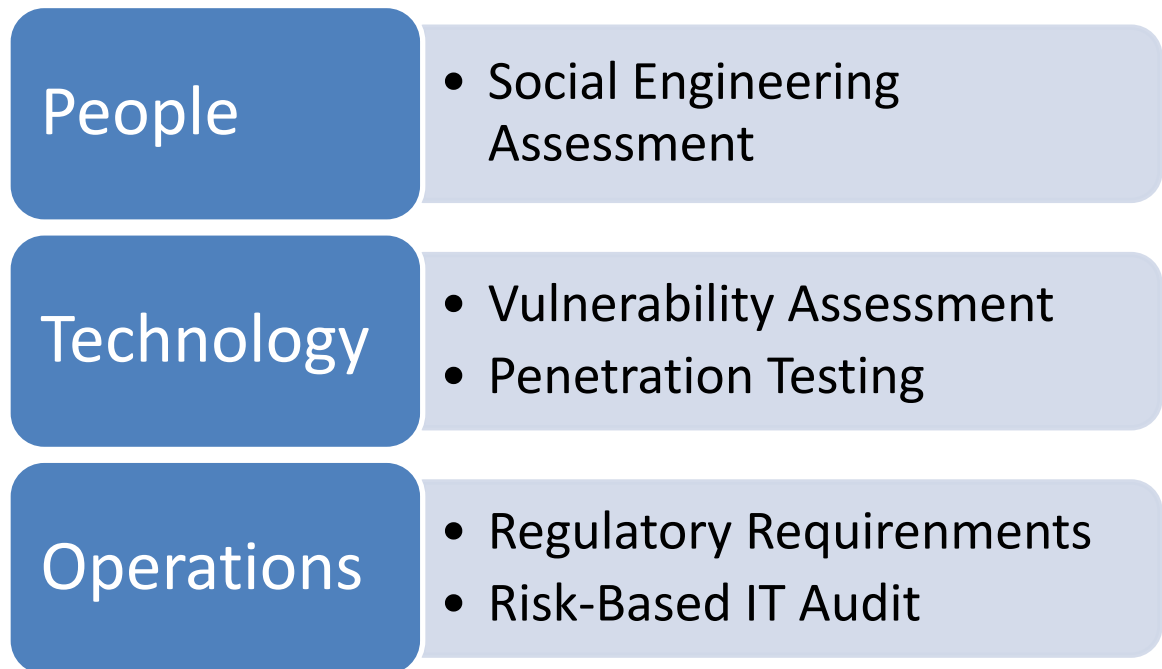 People
• Social Engineering
Assessment
Technology
• Vulnerability Assessment
• Penetration Testing
Operations
• Regulatory Requirenments
• Risk-Based IT Audit